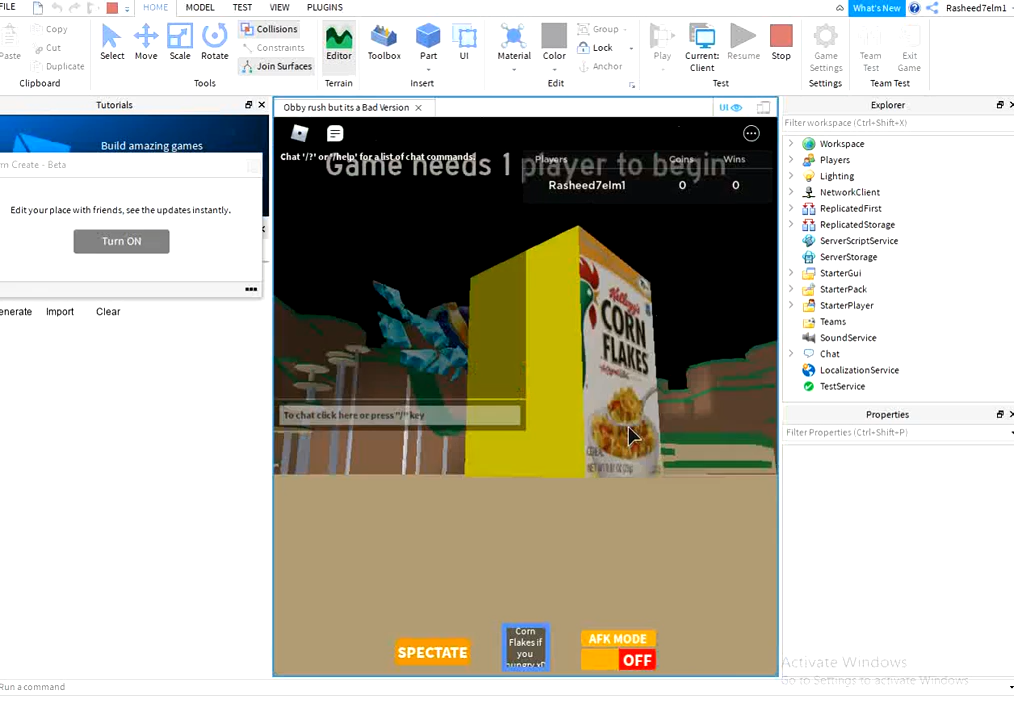 FILE HOME MODEL TEST VIEW PLUGINS What's New Rasheed7elm1
Copy Collisions Group
Paste Cut Select Move Scale Rotate Constraints Editor Toolbox Part UI Material Color Lock Play Current: Client Resume Stop Game Settings Team Test Exit Game
Duplicate Join Surfaces Anchor
Clipboard Tools Terrain Insert Edit Test Settings Team Test
Tutorials
Build amazing games
rn Create - Beta
Edit your place with friends, see the updates instantly.
Turn ON
enerate Import Clear
Obby rush but its a Bad Version UI
Chat '/?' or '/help' for a list of chat commands.
Game needs 1 player to begin
Players Coins Wins
Rasheed7elm1 0 0
Kellogg's
CORN
FLAKES
To chat click here or press "/" key
SPECTATE
Corn
Flakes if
you
hungry xD
AFK MODE
OFF
Explorer
Filter workspace (Ctrl+Shift+X)
Workspace
Players
Lighting
NetworkClient
ReplicatedFirst
ReplicatedStorage
ServerScriptService
ServerStorage
StarterGui
StarterPack
StarterPlayer
Teams
SoundService
Chat
LocalizationService
TestService
Properties
Filter Properties (Ctrl+Shift+P)
Activate Windows
Go to Settings to activate Windows.
Run a command